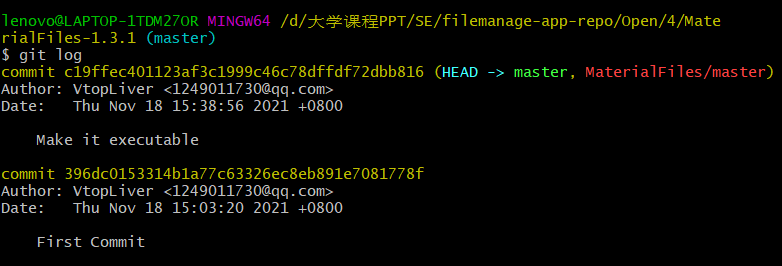 lenovo@LAPTOP-1TDM27OR MINGW64 /d/大学课程PPT/SE/filemanage-app-repo/Open/4/Mate
rialFiles-1.3.1 (master)
$ git log
commit c19ffec401123af3c1999c46c78dffdf72dbb816 (HEAD -> master, MaterialFiles/master)
Author: VtopLiver <1249011730@qq.com>
Date:   Thu Nov 18 15:38:56 2021 +0800
    Make it executable
commit 396dc0153314b1a77c63326ec8eb891e7081778f
Author: VtopLiver <1249011730@qq.com>
Date:   Thu Nov 18 15:03:20 2021 +0800
    First Commit